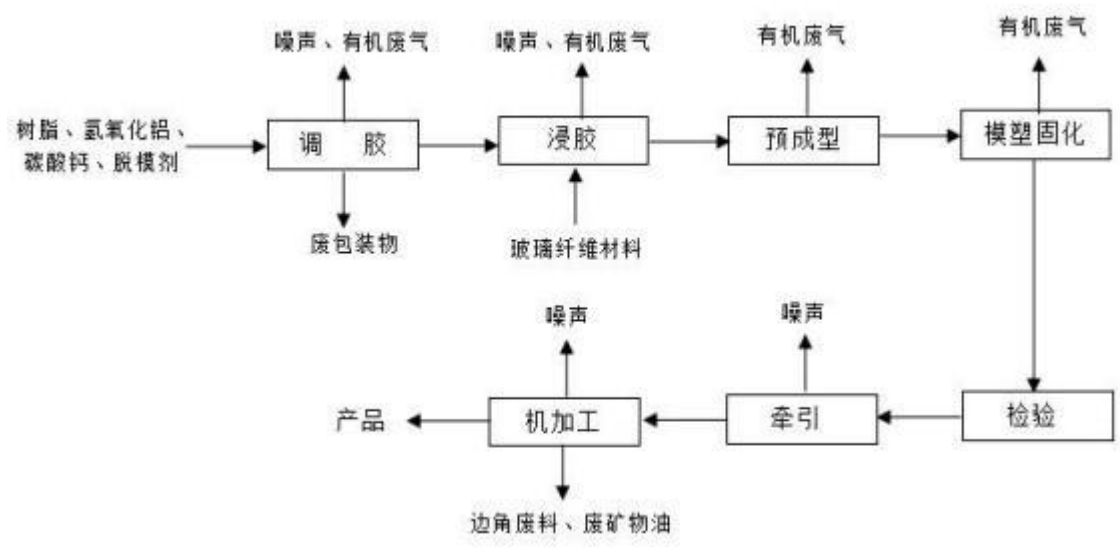 噪声、有机废气
噪声、有机废气
有机废气
有机废气
树脂、氢氧化铝、
碳酸钙、脱模剂
调 胶
浸胶
预成型
模塑固化
废包装物
玻璃纤维材料
噪声
噪声
产品
机加工
牵引
检验
边角废料、废矿物油